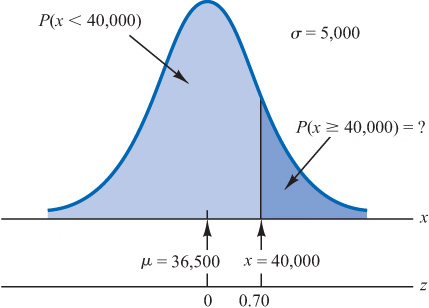 P(x < 40,000)
σ = 5,000
P(x ≥ 40,000) = ?
x
μ = 36,500
x = 40,000
z
0
0.70